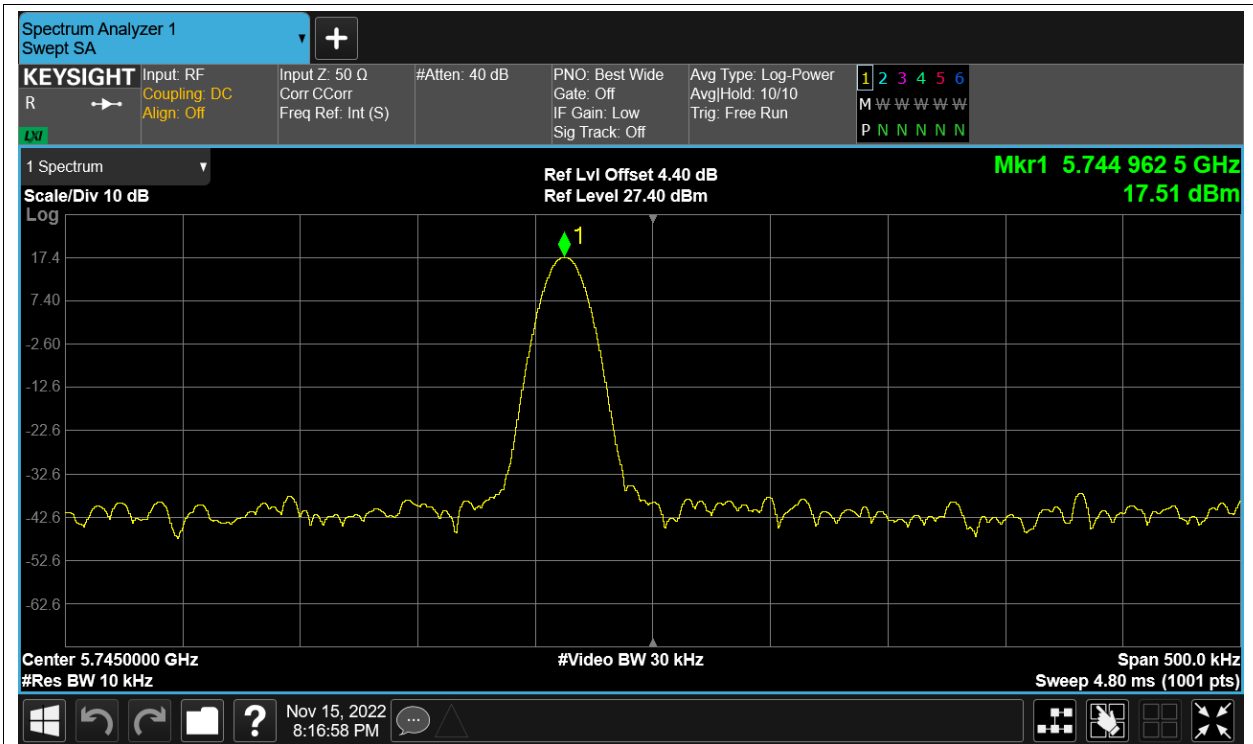 Spectrum Analyzer 1
Swept SA
KEYSIGHT
R
LXI
Input: RF
Coupling: DC
Align: Off
Input Z: 50 Ω
Corr CCorr
Freq Ref: Int (S)
#Atten: 40 dB
PNO: Best Wide
Gate: Off
IF Gain: Low
Sig Track: Off
Avg Type: Log-Power
Avg|Hold: 10/10
Trig: Free Run
1 2 3 4 5 6
M W W W W W
P N N N N N
1 Spectrum
Scale/Div 10 dB
Log
Ref Lvl Offset 4.40 dB
Ref Level 27.40 dBm
Mkr1 5.744 962 5 GHz
17.51 dBm
1
17.4
7.40
-2.60
-12.6
-22.6
-32.6
-42.6
-52.6
-62.6
Center 5.7450000 GHz
#Res BW 10 kHz
#Video BW 30 kHz
Span 500.0 kHz
Sweep 4.80 ms (1001 pts)
?
Nov 15, 2022
8:16:58 PM